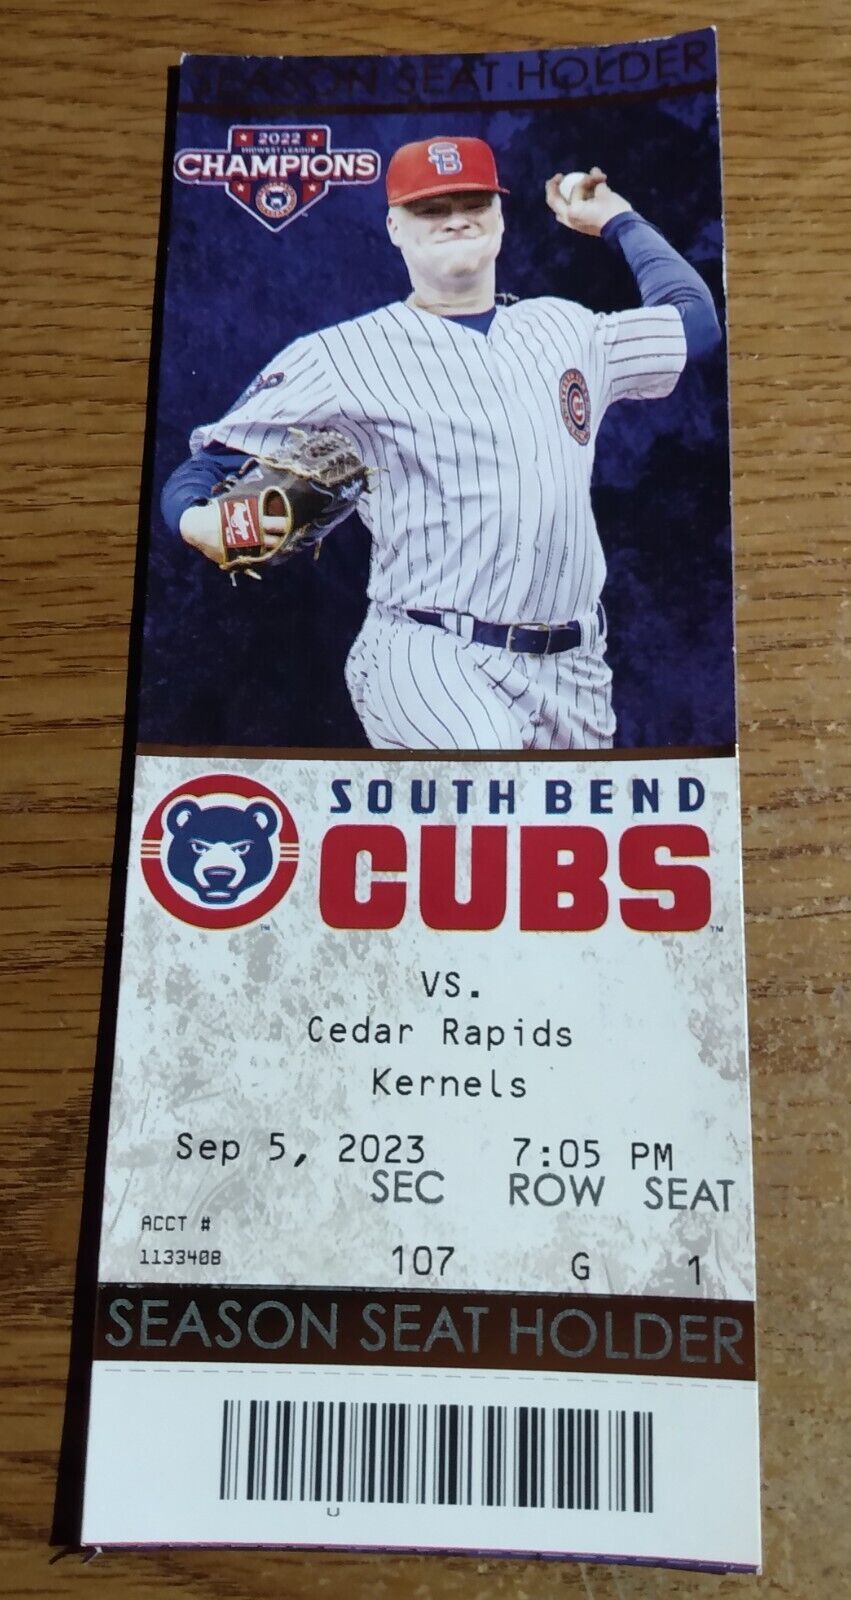 SEASON SEAT HOLDER
2022
MIDWEST LEAGUE
CHAMPIONS
SB
SOUTH BEND
CUBS
VS.
Cedar Rapids
Kernels
Sep 5, 2023 7:05 PM
SEC ROW SEAT
ACCT #
1133408 107 G 1
SEASON SEAT HOLDER
U